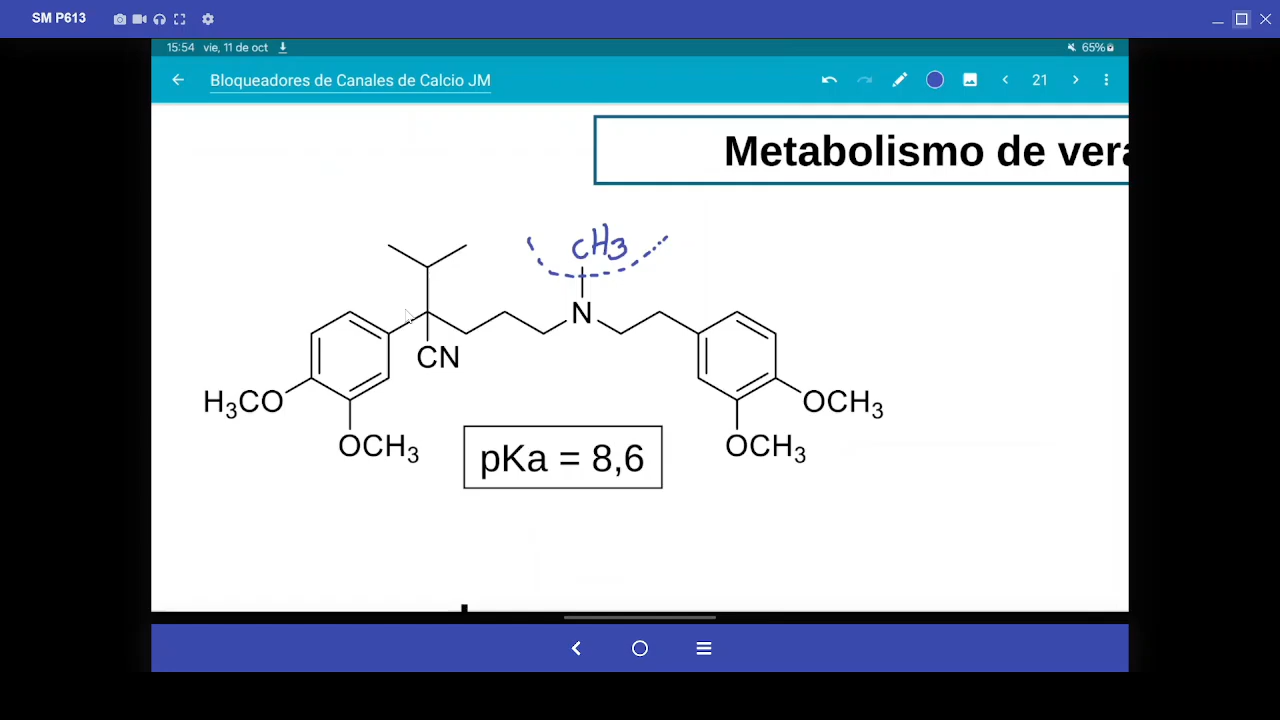 SM P613
15:54 vie, 11 de oct
65%
Bloqueadores de Canales de Calcio JM
21
Metabolismo de vera
CH3
N
CN
H3CO
OCH3
OCH3
OCH3
pKa = 8,6